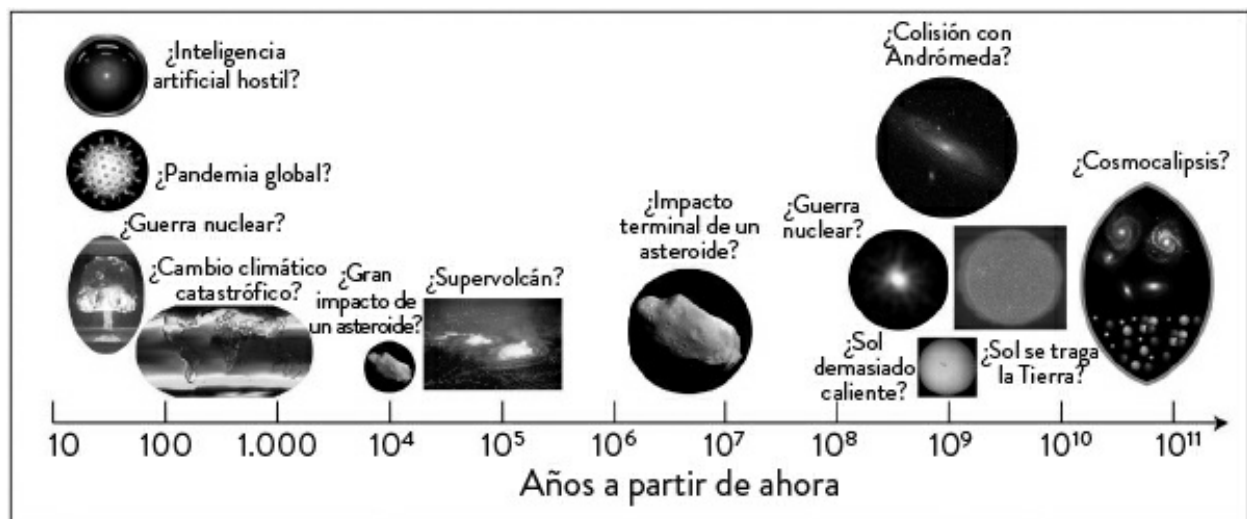 ¿Inteligencia
artificial hostil?
¿Pandemia global?
¿Guerra nuclear?
¿Cambio climático
catastrófico?
¿Gran
impacto de
un asteroide?
¿Supervolcán?
¿Impacto
terminal de un
asteroide?
¿Colisión con
Andrómeda?
¿Guerra
nuclear?
¿Sol
demasiado
caliente?
¿Sol se traga
la Tierra?
¿Cosmocalipsis?
10 100 1.000 10⁴ 10⁵ 10⁶ 10⁷ 10⁸ 10⁹ 10¹⁰ 10¹¹
Años a partir de ahora